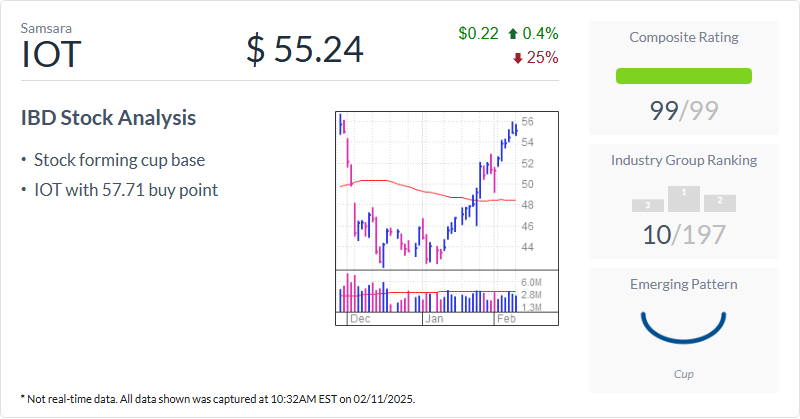 Samsara
IOT
$ 55.24
$0.22 0.4%
25%
IBD Stock Analysis
• Stock forming cup base
• IOT with 57.71 buy point
56
54
52
50
48
46
44
6.0M
2.8M
1.3M
Dec Jan Feb
Composite Rating
99/99
Industry Group Ranking
3 1 2
10/197
Emerging Pattern
Cup
* Not real-time data. All data shown was captured at 10:32AM EST on 02/11/2025.